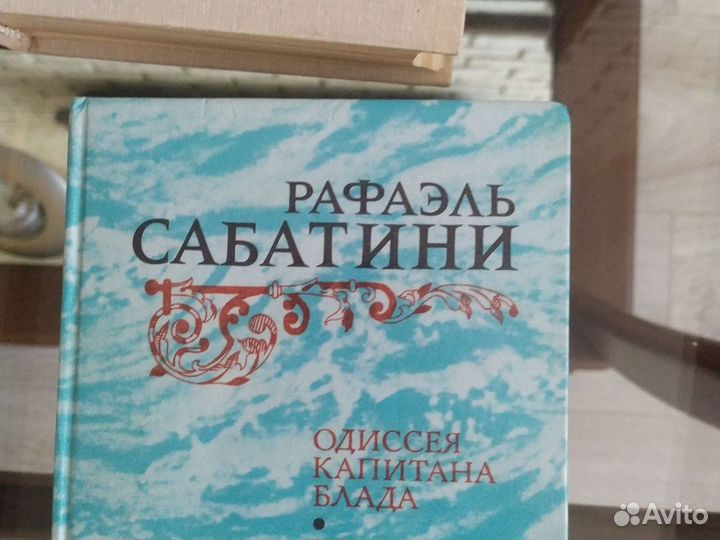 РАФАЭЛЬ
САБАТИНИ
ОДИССЕЯ
КАПИТАНА
БЛАДА
•
Avito